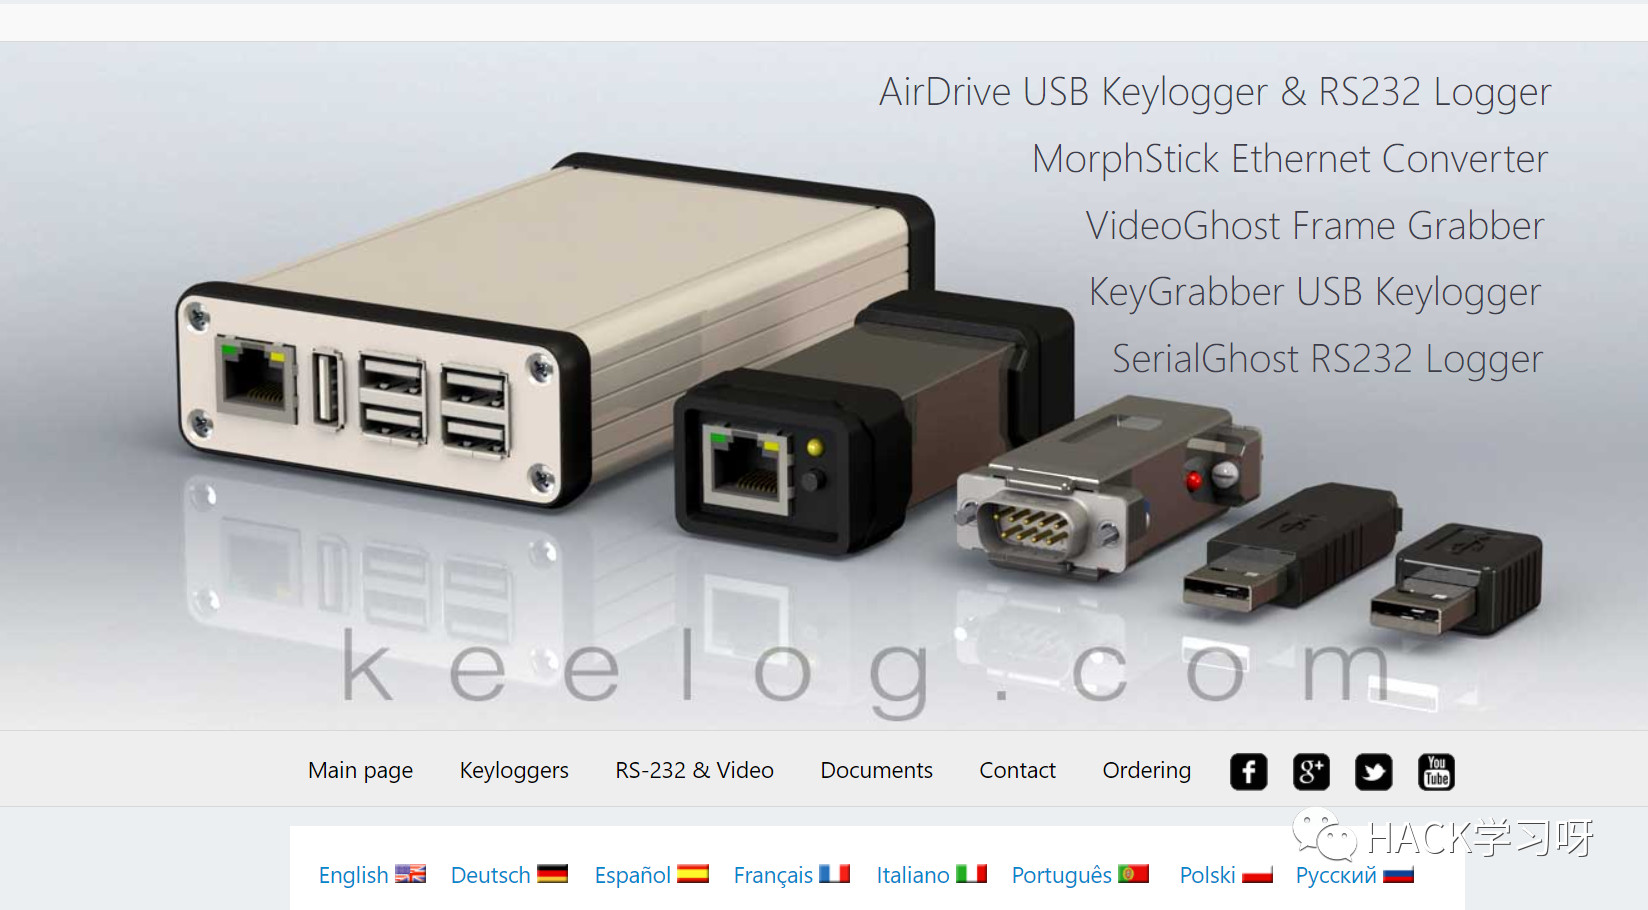 AirDrive USB Keylogger & RS232 Logger
MorphStick Ethernet Converter
VideoGhost Frame Grabber
KeyGrabber USB Keylogger
SerialGhost RS232 Logger
keelog.com
Main page Keyloggers RS-232 & Video Documents Contact Ordering f g+ You Tube
HACK学习呀
English Deutsch Español Français Italiano Português Polski Русский